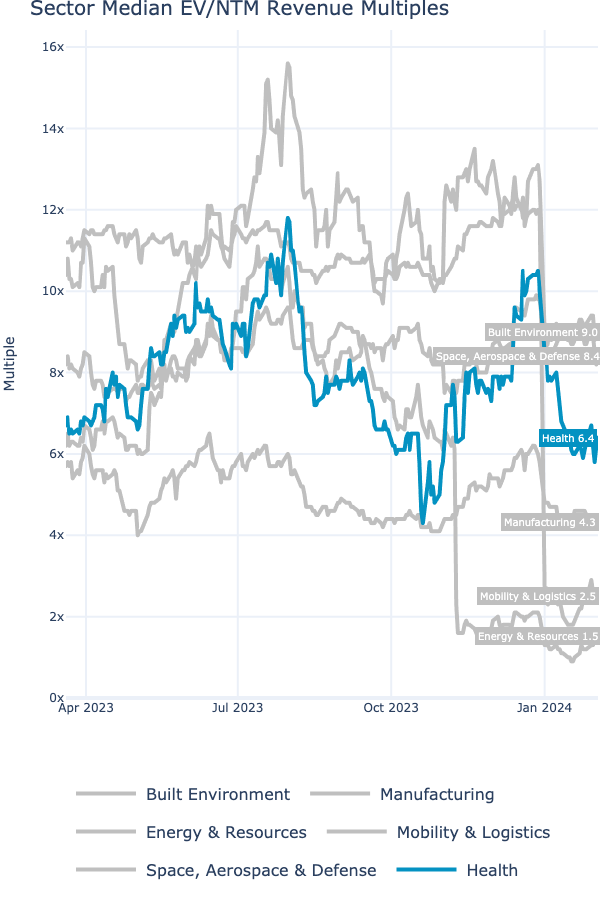 Sector Median EV/NTM Revenue Multiples
16x
14x
12x
10x
8x
6x
4x
2x
0x
Multiple
Built Environment 9.0
Space, Aerospace & Defense 8.4
Health 6.4
Manufacturing 4.3
Mobility & Logistics 2.5
Energy & Resources 1.5
Apr 2023
Jul 2023
Oct 2023
Jan 2024
Built Environment
Manufacturing
Energy & Resources
Mobility & Logistics
Space, Aerospace & Defense
Health